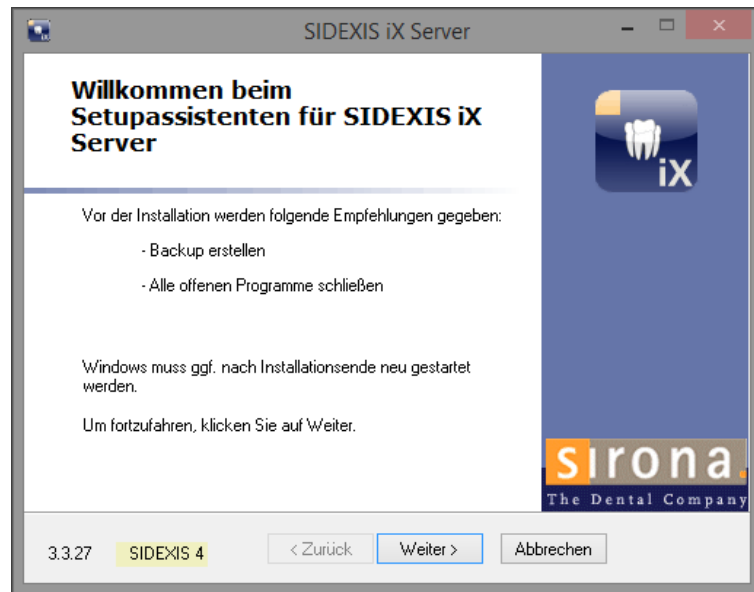 SIDEXIS iX Server
Willkommen beim
Setupassistenten für SIDEXIS iX
Server
iX
Vor der Installation werden folgende Empfehlungen gegeben:
- Backup erstellen
- Alle offenen Programme schließen
Windows muss ggf. nach Installationsende neu gestartet
werden.
Um fortzufahren, klicken Sie auf Weiter.
sirona.
The Dental Company
3.3.27 SIDEXIS 4 < Zurück Weiter > Abbrechen